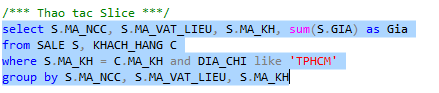 /*** Thao tac Slice ***/
select S.MA_NCC, S.MA_VAT_LIEU, S.MA_KH, sum(S.GIA) as Gia
from SALE S, KHACH_HANG C
where S.MA_KH = C.MA_KH and DIA_CHI like 'TPHCM'
group by S.MA_NCC, S.MA_VAT_LIEU, S.MA_KH